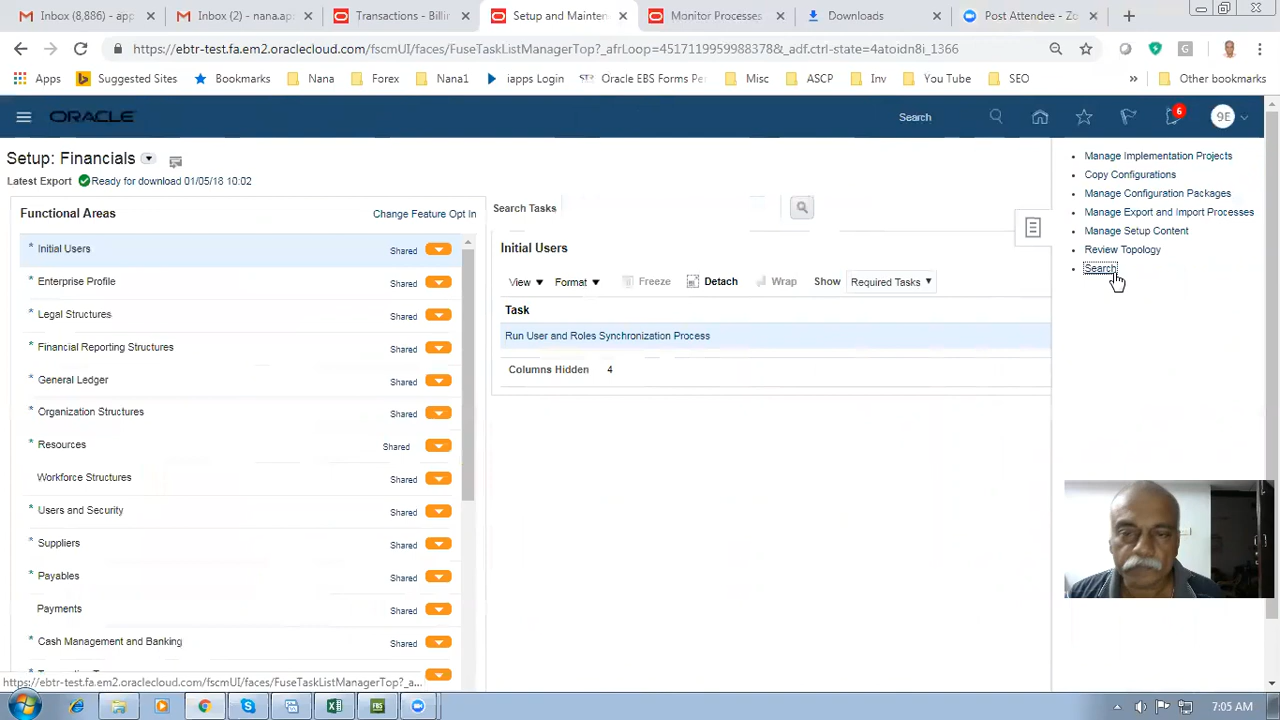 Inbox (6,886) - app
Inbox () - nana.ap
Transactions - Billin
Setup and Mainten
Monitor Processe
Downloads
Post Attendee - Zo
https://ebtr-test.fa.em2.oraclecloud.com/fscmUI/faces/FuseTaskListManagerTop?_afrLoop=4517119959988378&_adf.ctrl-state=4atoidn8i_1366
Apps
Suggested Sites
Bookmarks
Nana
Forex
Nana1
iapps Login
Oracle EBS Forms Pe
Misc
ASCP
Inv
You Tube
SEO
Other bookmarks
ORACLE
Search
6
9E
Setup: Financials
Latest Export Ready for download 01/05/18 10:02
Functional Areas
Change Feature Opt In
* Initial Users Shared
* Enterprise Profile Shared
* Legal Structures Shared
* Financial Reporting Structures Shared
* General Ledger Shared
* Organization Structures Shared
* Resources Shared
Workforce Structures Shared
* Users and Security Shared
* Suppliers Shared
* Payables Shared
Payments Shared
* Cash Management and Banking Shared
Search Tasks
Initial Users
View Format Freeze Detach Wrap Show Required Tasks
Task
Run User and Roles Synchronization Process
Columns Hidden 4
Manage Implementation Projects
Copy Configurations
Manage Configuration Packages
Manage Export and Import Processes
Manage Setup Content
Review Topology
Search
https://ebtr-test.fa.em2.oraclecloud.com/fscmUI/faces/FuseTaskListManagerTop?_a...
7:05 AM